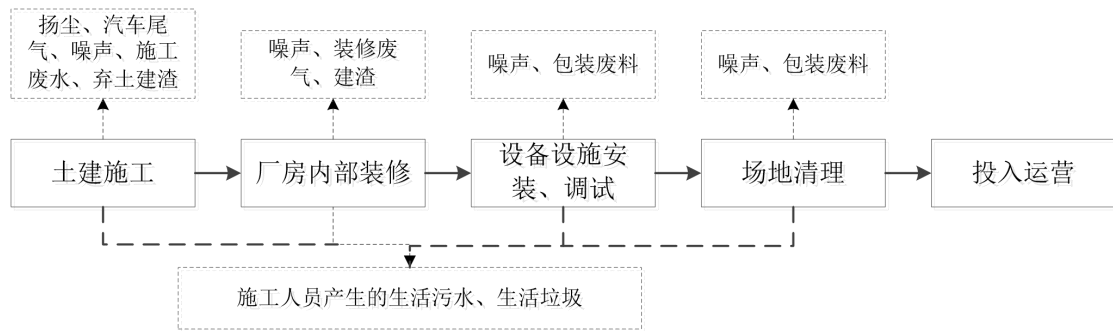 扬尘、汽车尾
气、噪声、施工
废水、弃土建渣
噪声、装修废
气、建渣
噪声、包装废料
噪声、包装废料
土建施工
厂房内部装修
设备设施安
装、调试
场地清理
投入运营
施工人员产生的生活污水、生活垃圾